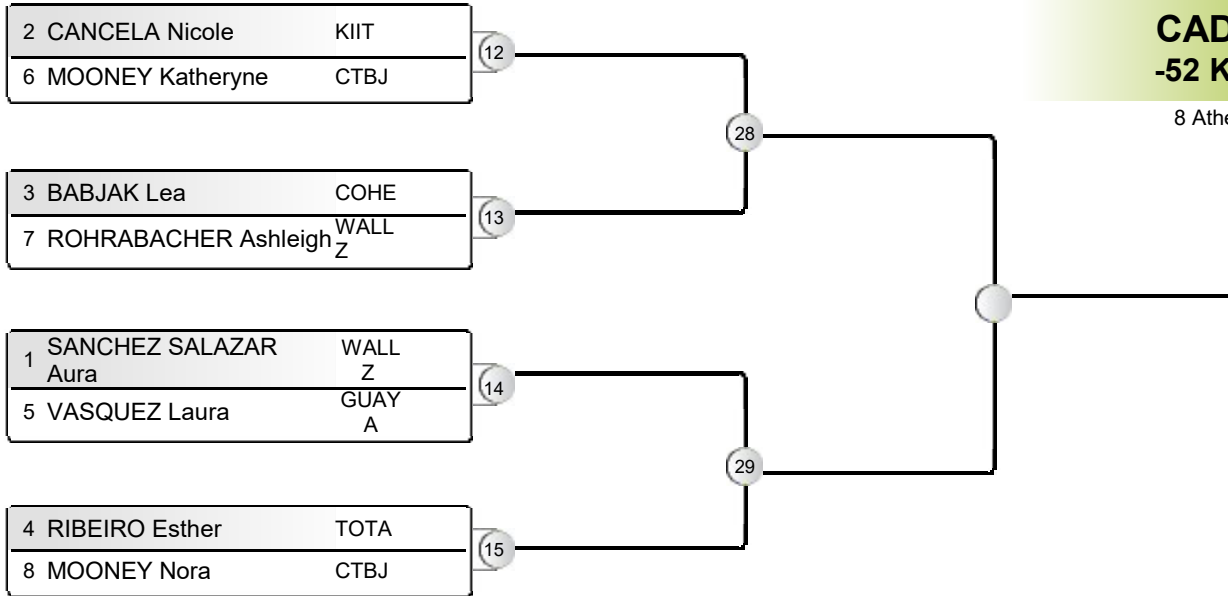 CAD
-52 K
8 Athe
2 CANCELA Nicole KIIT
6 MOONEY Katheryne CTBJ
12
28
3 BABJAK Lea COHE
7 ROHRABACHER Ashleigh WALL
Z
13
1 SANCHEZ SALAZAR
Aura WALL
Z
5 VASQUEZ Laura GUAY
A
14
29
4 RIBEIRO Esther TOTA
8 MOONEY Nora CTBJ
15